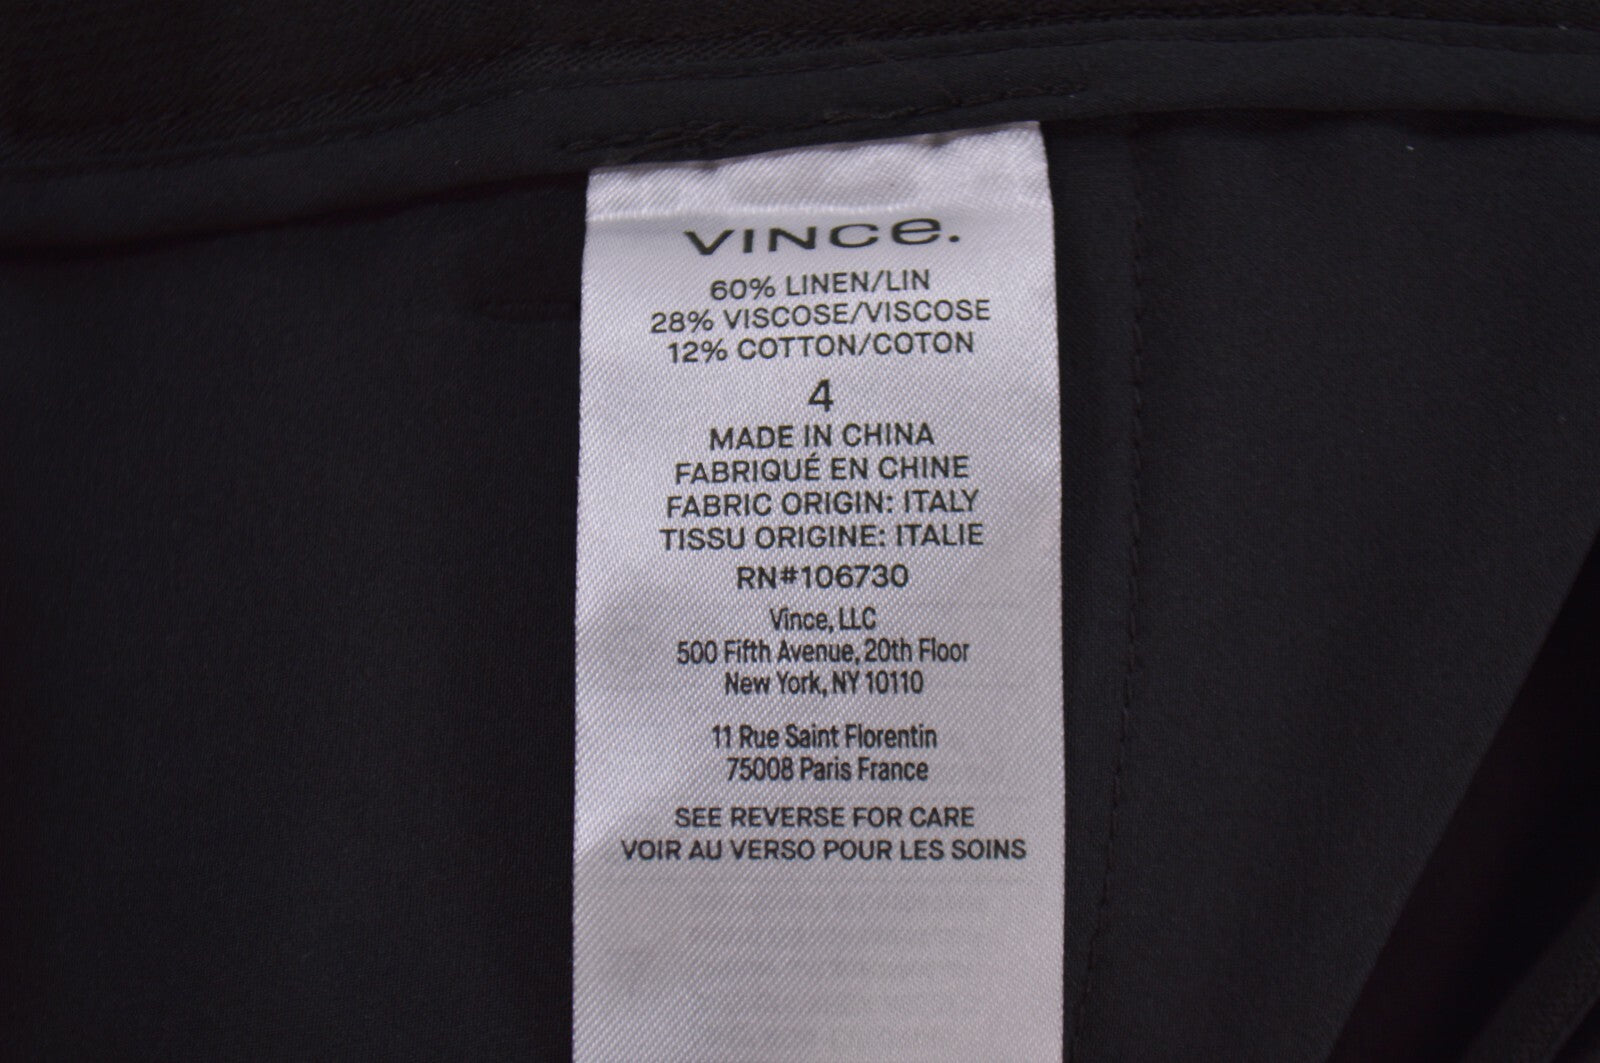 VINCe.
60% LINEN/LIN
28% VISCOSE/VISCOSE
12% COTTON/COTON
4
MADE IN CHINA
FABRIQUÉ EN CHINE
FABRIC ORIGIN: ITALY
TISSU ORIGINE: ITALIE
RN#106730
Vince, LLC
500 Fifth Avenue, 20th Floor
New York, NY 10110
11 Rue Saint Florentin
75008 Paris France
SEE REVERSE FOR CARE
VOIR AU VERSO POUR LES SOINS